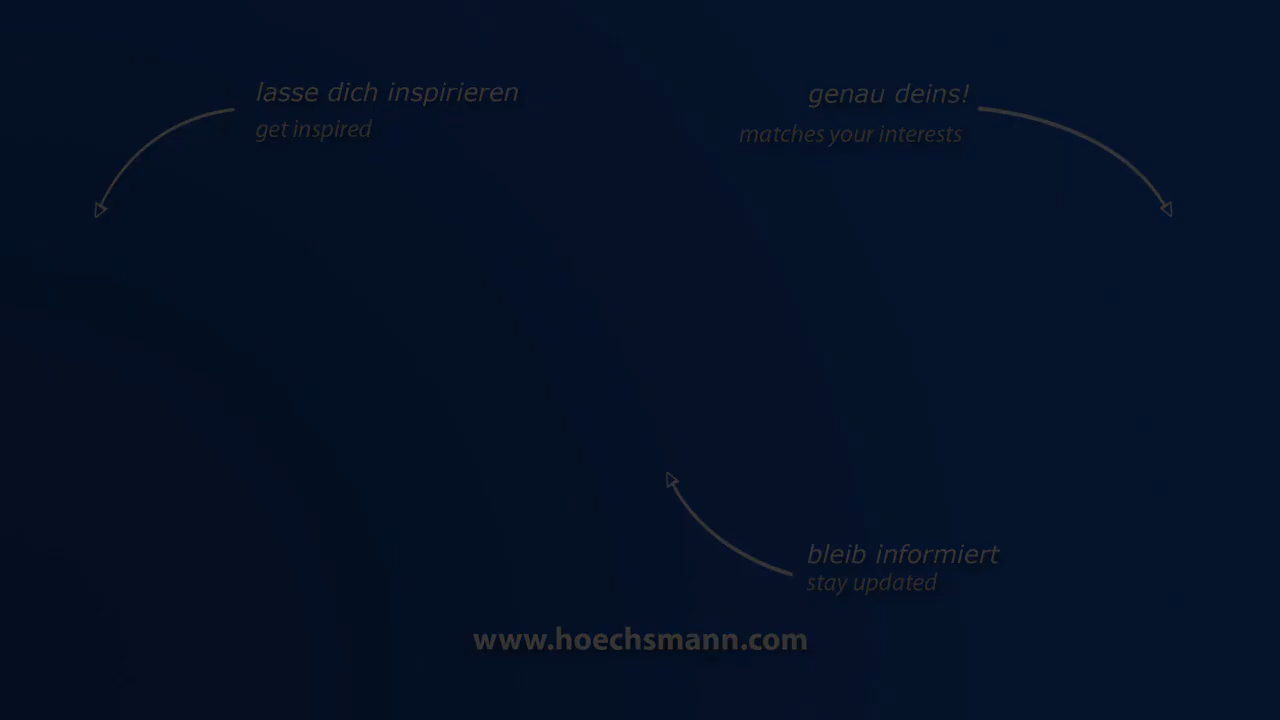 lasse dich inspirieren
get inspired
genau deins!
matches your interests
bleib informiert
stay updated
www.hoechsmann.com